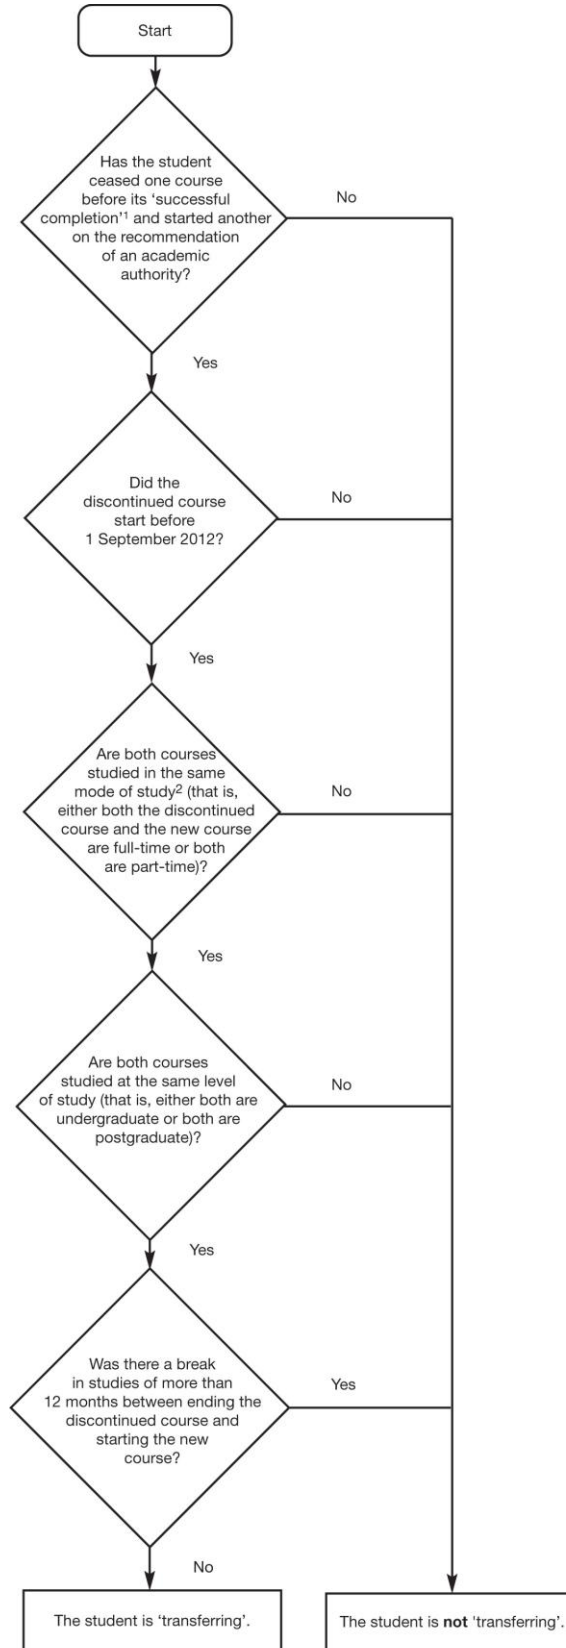 Start
Has the student
ceased one course
before its ‘successful
completion’¹ and started another
on the recommendation
of an academic
authority?
No
Yes
Did the
discontinued course
start before
1 September 2012?
No
Yes
Are both courses
studied in the same
mode of study² (that is,
either both the discontinued
course and the new course
are full-time or both
are part-time)?
No
Yes
Are both courses
studied at the same level
of study (that is, either both are
undergraduate or both are
postgraduate)?
No
Yes
Was there a break
in studies of more than
12 months between ending the
discontinued course and
starting the new
course?
Yes
No
The student is ‘transferring’.
The student is not 'transferring'.